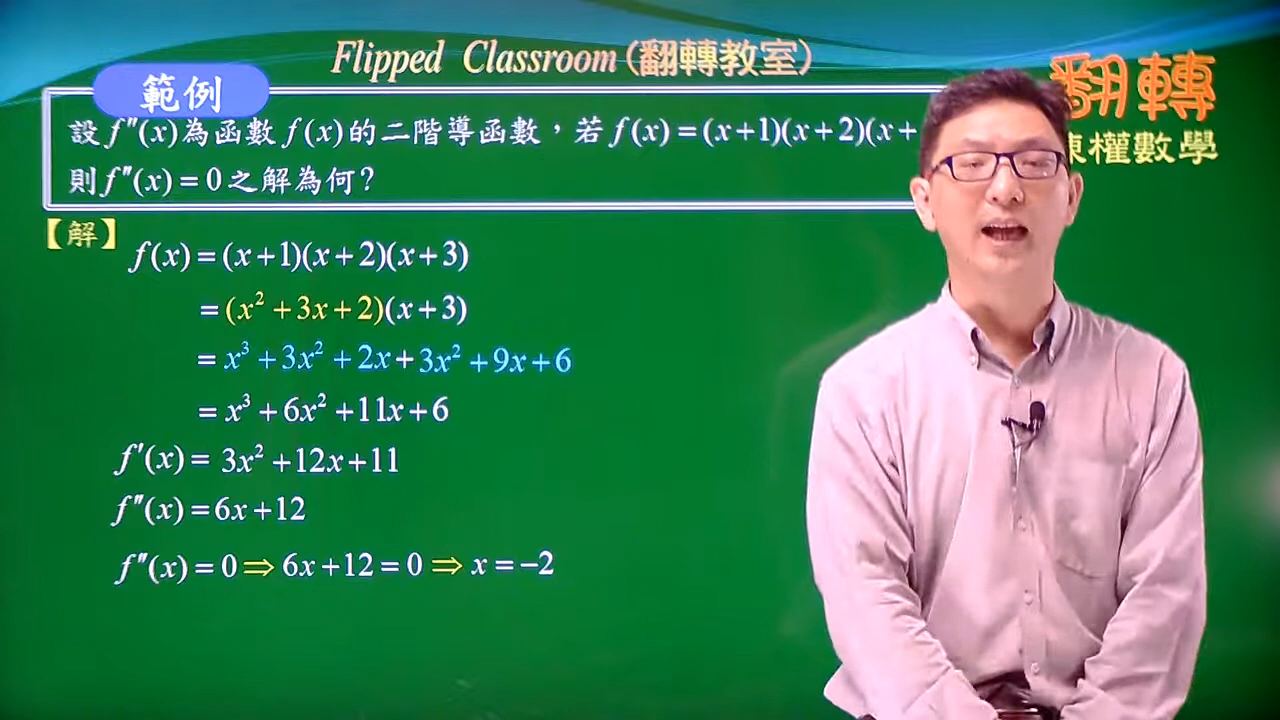 Flipped Classroom (翻轉教室)
翻轉
權數學
範例
設 f″(x)為函數 f(x)的二階導函數，若 f(x)=(x+1)(x+2)(x+
則 f″(x)=0之解為何?
【解】
f(x)=(x+1)(x+2)(x+3)
=(x²+3x+2)(x+3)
=x³+3x²+2x+3x²+9x+6
=x³+6x²+11x+6
f′(x)=3x²+12x+11
f″(x)=6x+12
f″(x)=0⇒6x+12=0⇒x=−2